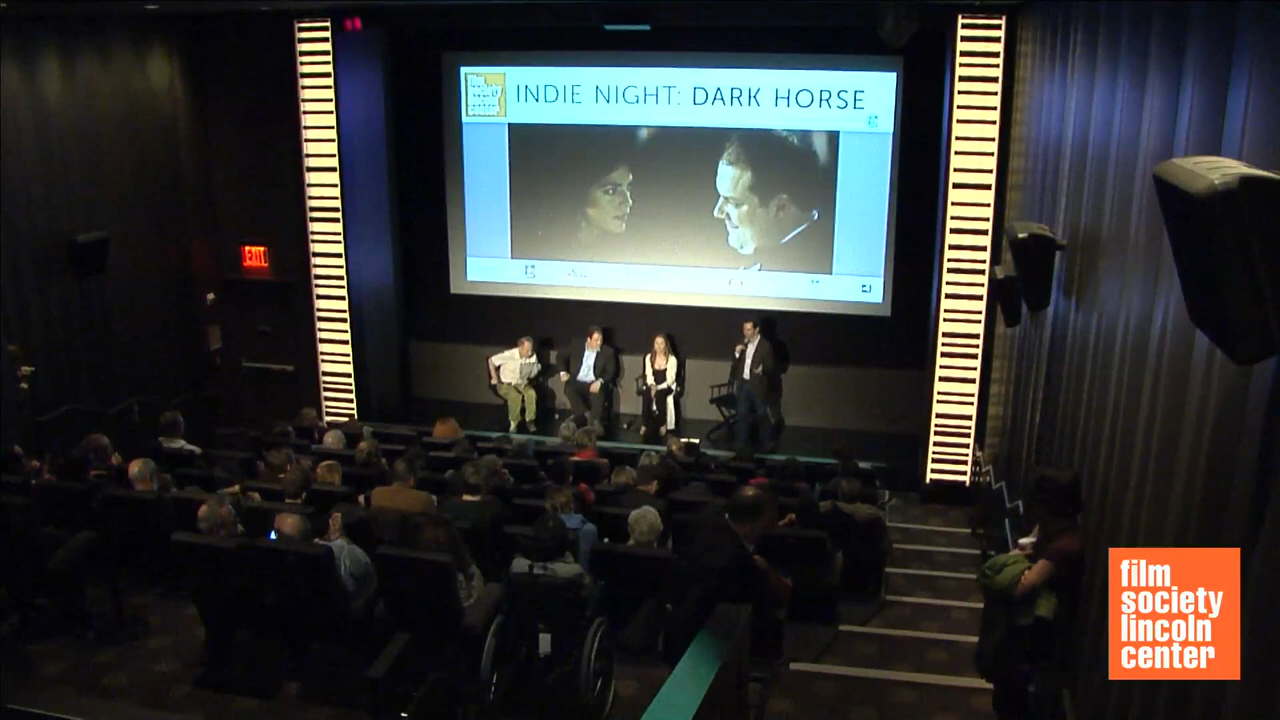 INDIE NIGHT: DARK HORSE
EXIT
film
society
lincoln
center